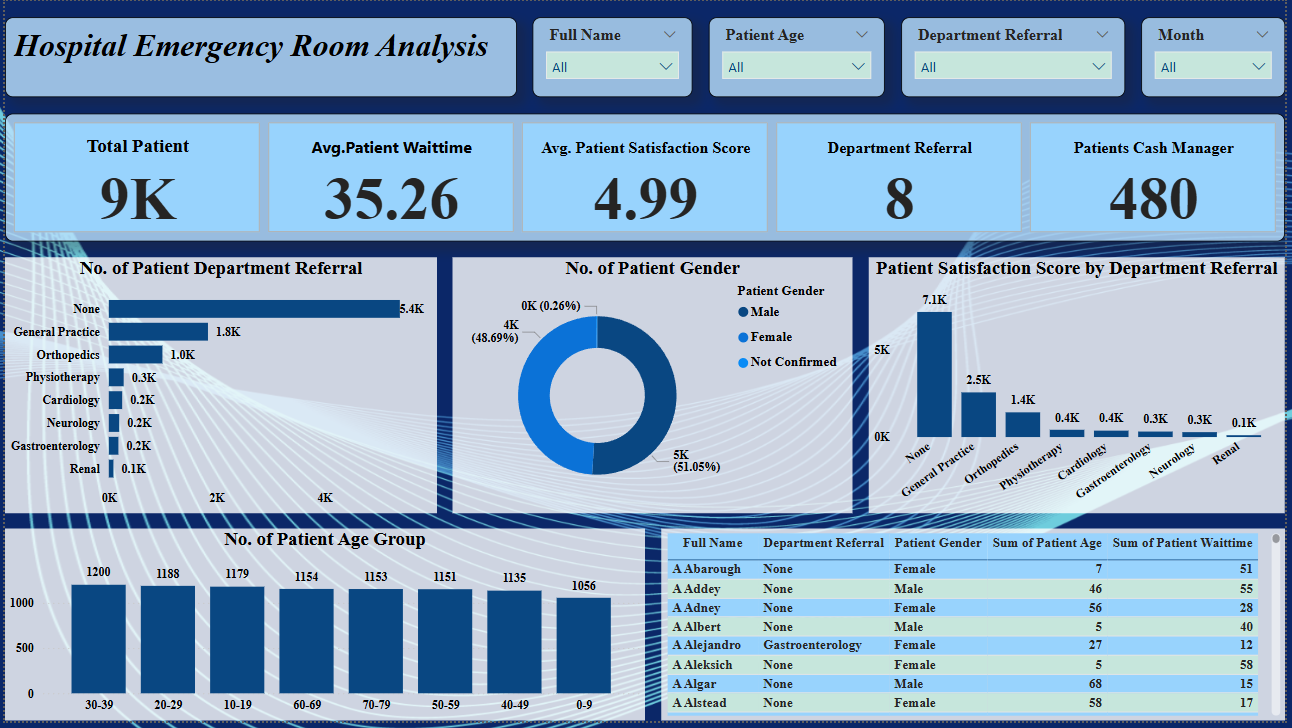 Hospital Emergency Room Analysis
Full Name
All
Patient Age
All
Department Referral
All
Month
All
Total Patient
9K
Avg.Patient Waittime
35.26
Avg. Patient Satisfaction Score
4.99
Department Referral
8
Patients Cash Manager
480
No. of Patient Department Referral
None 5.4K
General Practice 1.8K
Orthopedics 1.0K
Physiotherapy 0.3K
Cardiology 0.2K
Neurology 0.2K
Gastroenterology 0.2K
Renal 0.1K
0K 2K 4K
No. of Patient Gender
0K (0.26%)
4K
(48.69%)
5K
(51.05%)
Patient Gender
Male
Female
Not Confirmed
Patient Satisfaction Score by Department Referral
7.1K 2.5K 1.4K 0.4K 0.4K 0.3K 0.3K 0.1K
5K
0K
None General Practice Orthopedics Physiotherapy Cardiology Gastroenterology Neurology Renal
No. of Patient Age Group
1200 1188 1179 1154 1153 1151 1135 1056
1000
500
0
30-39 20-29 10-19 60-69 70-79 50-59 40-49 0-9
Full Name Department Referral Patient Gender Sum of Patient Age Sum of Patient Waittime
A Abarough None Female 7 51
A Addey None Male 46 55
A Adney None Female 56 28
A Albert None Male 5 40
A Alejandro Gastroenterology Female 27 12
A Aleksich None Female 5 58
A Algar None Male 68 15
A Alstead None Female 58 17